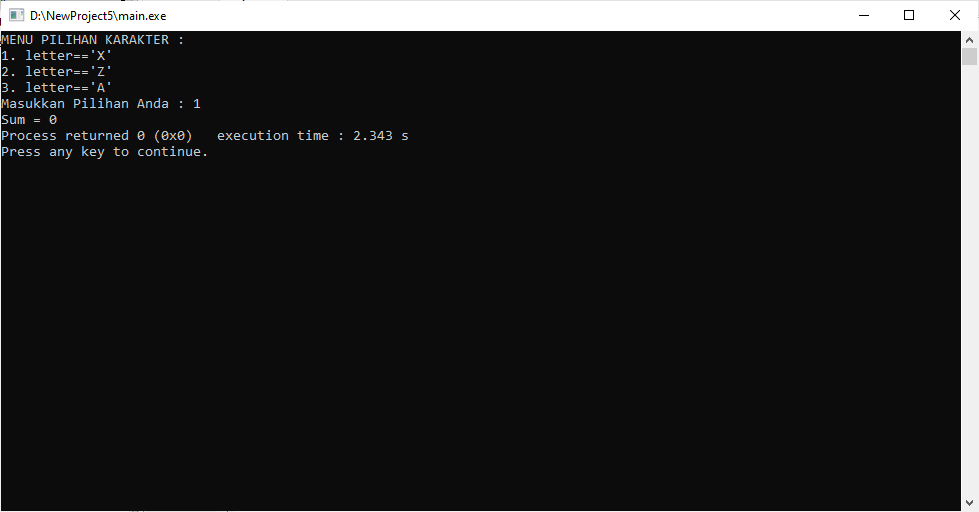 D:\NewProject5\main.exe
MENU PILIHAN KARAKTER :
1. letter=='X'
2. letter=='Z'
3. letter=='A'
Masukkan Pilihan Anda : 1
Sum = 0
Process returned 0 (0x0)   execution time : 2.343 s
Press any key to continue.